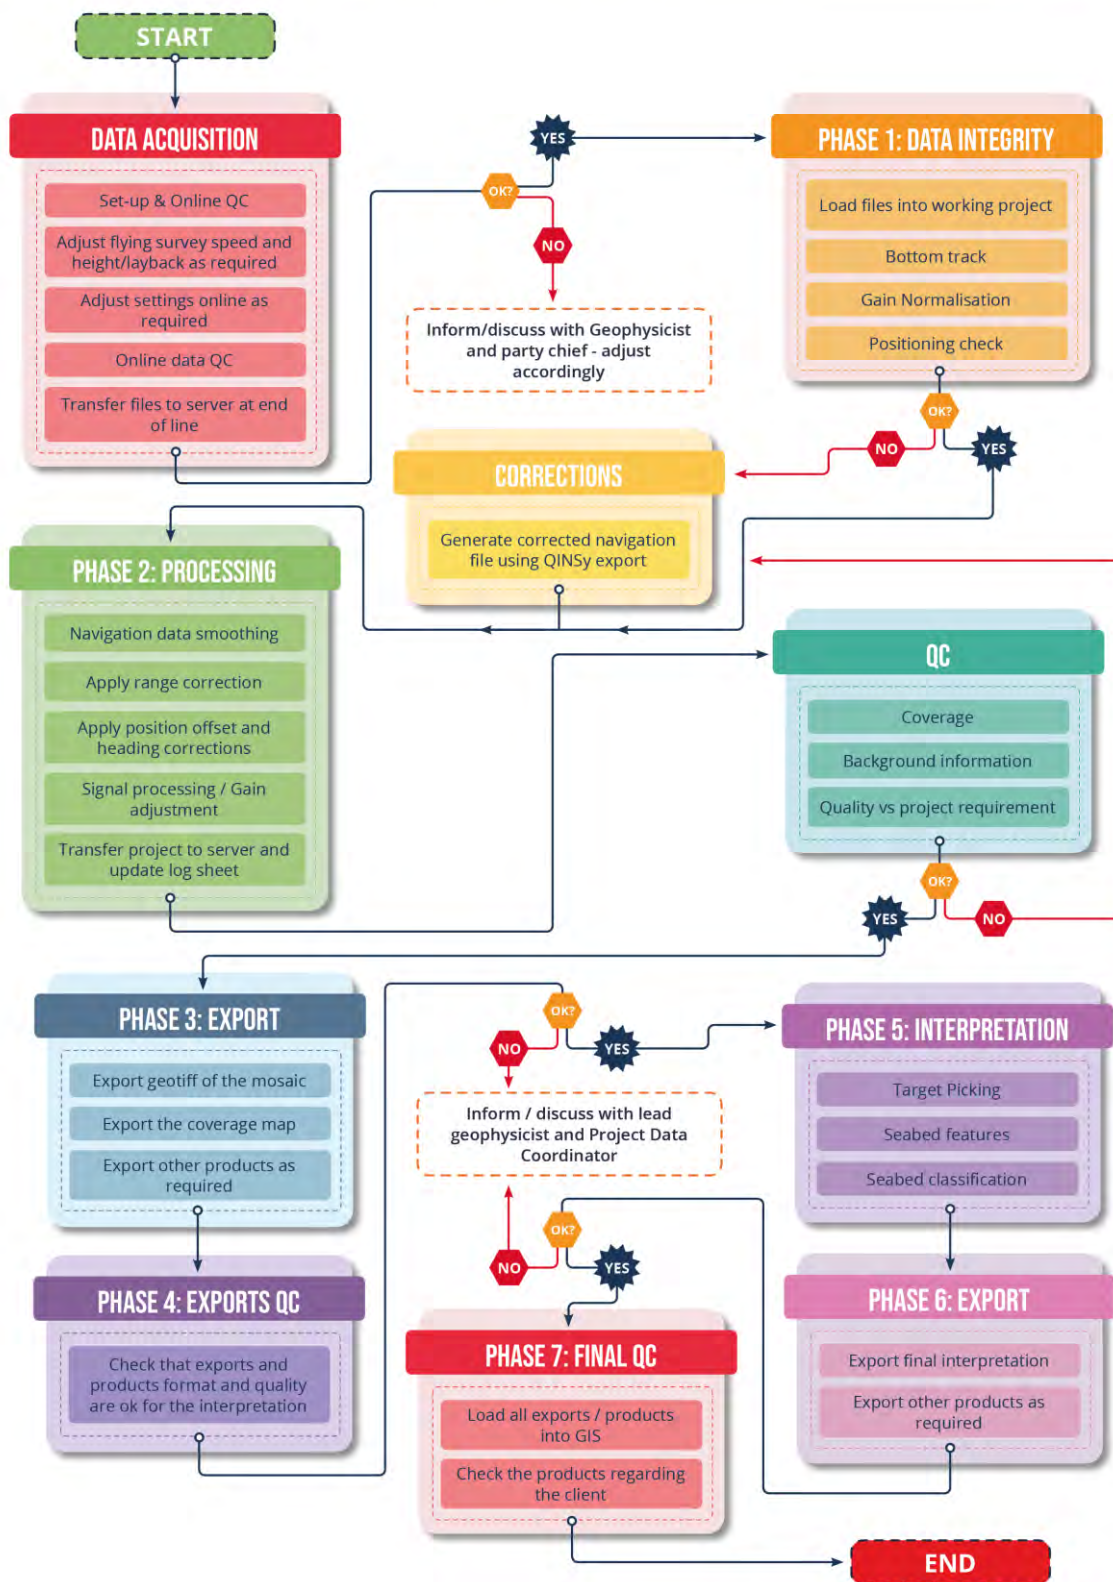 START
DATA ACQUISITION
Set-up & Online QC
Adjust flying survey speed and
height/layback as required
Adjust settings online as
required
Online data QC
Transfer files to server at end
of line
OK?
YES
NO
Inform/discuss with Geophysicist
and party chief - adjust
accordingly
PHASE 1: DATA INTEGRITY
Load files into working project
Bottom track
Gain Normalisation
Positioning check
OK?
NO
YES
CORRECTIONS
Generate corrected navigation
file using QINSy export
PHASE 2: PROCESSING
Navigation data smoothing
Apply range correction
Apply position offset and
heading corrections
Signal processing / Gain
adjustment
Transfer project to server and
update log sheet
QC
Coverage
Background information
Quality vs project requirement
OK?
YES
NO
PHASE 3: EXPORT
Export geotiff of the mosaic
Export the coverage map
Export other products as
required
PHASE 4: EXPORTS QC
Check that exports and
products format and quality
are ok for the interpretation
OK?
NO
YES
Inform / discuss with lead
geophysicist and Project Data
Coordinator
PHASE 5: INTERPRETATION
Target Picking
Seabed features
Seabed classification
PHASE 6: EXPORT
Export final interpretation
Export other products as
required
OK?
NO
YES
PHASE 7: FINAL QC
Load all exports / products
into GIS
Check the products regarding
the client
END